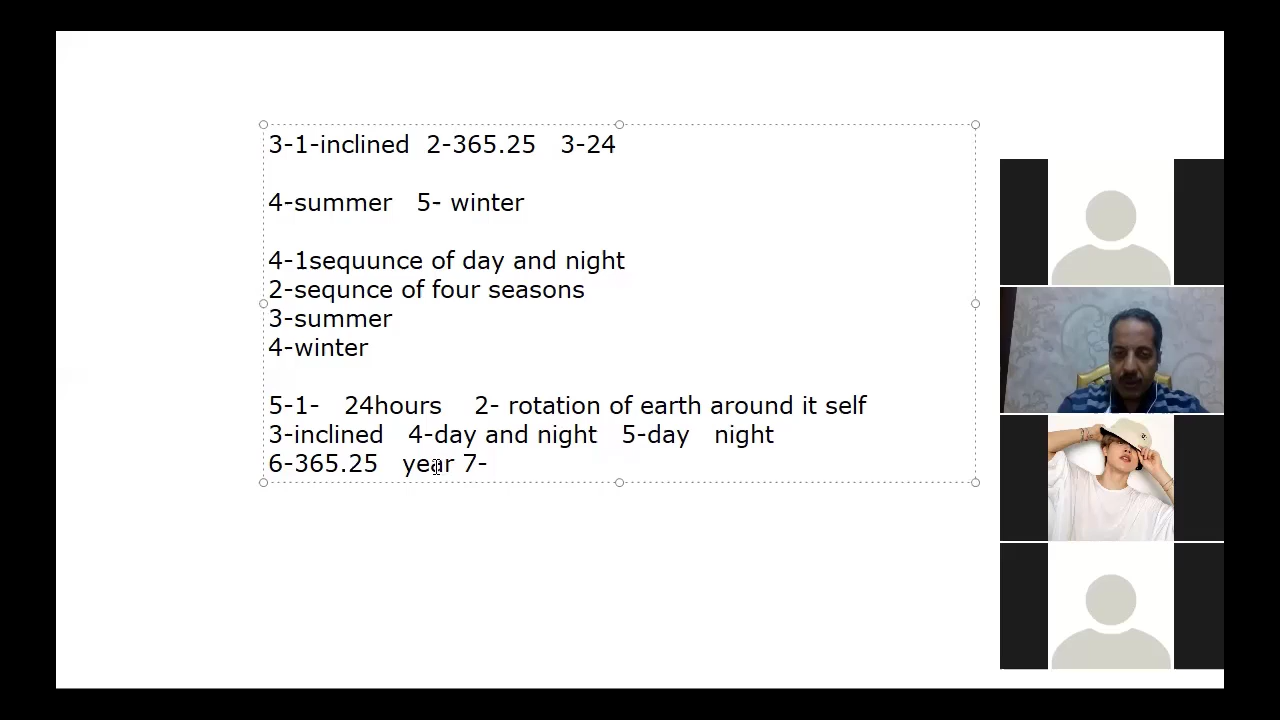 3-1-inclined 2-365.25 3-24
4-summer 5- winter
4-1sequunce of day and night
2-sequnce of four seasons
3-summer
4-winter
5-1- 24hours 2- rotation of earth around it self
3-inclined 4-day and night 5-day night
6-365.25 year 7-